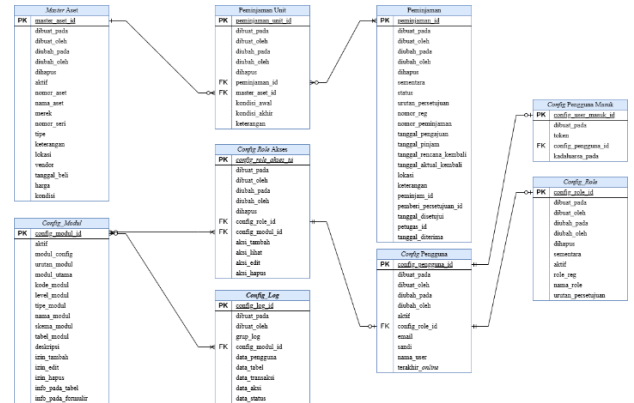 Master Aset
PK master_aset_id
dibuat_pada
dibuat_oleh
diubah_pada
diubah_oleh
dihapus
aktif
nomor_aset
nama_aset
merek
nomor_seri
tipe
keterangan
lokasi
vendor
tanggal_beli
harga
kondisi
Peminjaman Unit
PK peminjaman_unit_id
dibuat_pada
dibuat_oleh
diubah_pada
diubah_oleh
dihapus
FK peminjaman_id
FK master_aset_id
kondisi_awal
kondisi_akhir
keterangan
Peminjaman
PK peminjaman_id
dibuat_pada
dibuat_oleh
diubah_pada
diubah_oleh
dihapus
sementara
status
urutan_persetujuan
nomor_reg
nomor_peminjaman
tanggal_pengajuan
tanggal_pinjam
tanggal_rencana_kembali
tanggal_aktual_kembali
lokasi
keterangan
peminjam_id
pemberi_persetujuan_id
tanggal_disetujui
petugas_id
tanggal_diterima
Config Pengguna Masuk
PK config_user_masuk_id
dibuat_pada
token
FK config_pengguna_id
kadaluarsa_pada
Config Role Akses
PK config_role_akses_id
dibuat_pada
dibuat_oleh
diubah_pada
diubah_oleh
dihapus
FK config_role_id
FK config_modul_id
aksi_tambah
aksi_lihat
aksi_edit
aksi_hapus
Config_Role
PK config_role_id
dibuat_pada
dibuat_oleh
diubah_pada
diubah_oleh
dihapus
sementara
aktif
role_reg
nama_role
urutan_persetujuan
Config_Modul
PK config_modul_id
aktif
modul_config
urutan_modul
modul_utama
kode_modul
level_modul
tipe_modul
nama_modul
skema_modul
tabel_modul
deskripsi
izin_tambah
izin_edit
izin_hapus
info_pada_tabel
info_pada_formulir
Config_Log
PK config_log_id
dibuat_pada
dibuat_oleh
grup_log
FK config_modul_id
data_pengguna
data_tabel
data_transaksi
data_aksi
data_status
Config Pengguna
PK config_pengguna_id
dibuat_pada
dibuat_oleh
diubah_pada
diubah_oleh
aktif
FK config_role_id
email
sandi
nama_user
terakhir_online